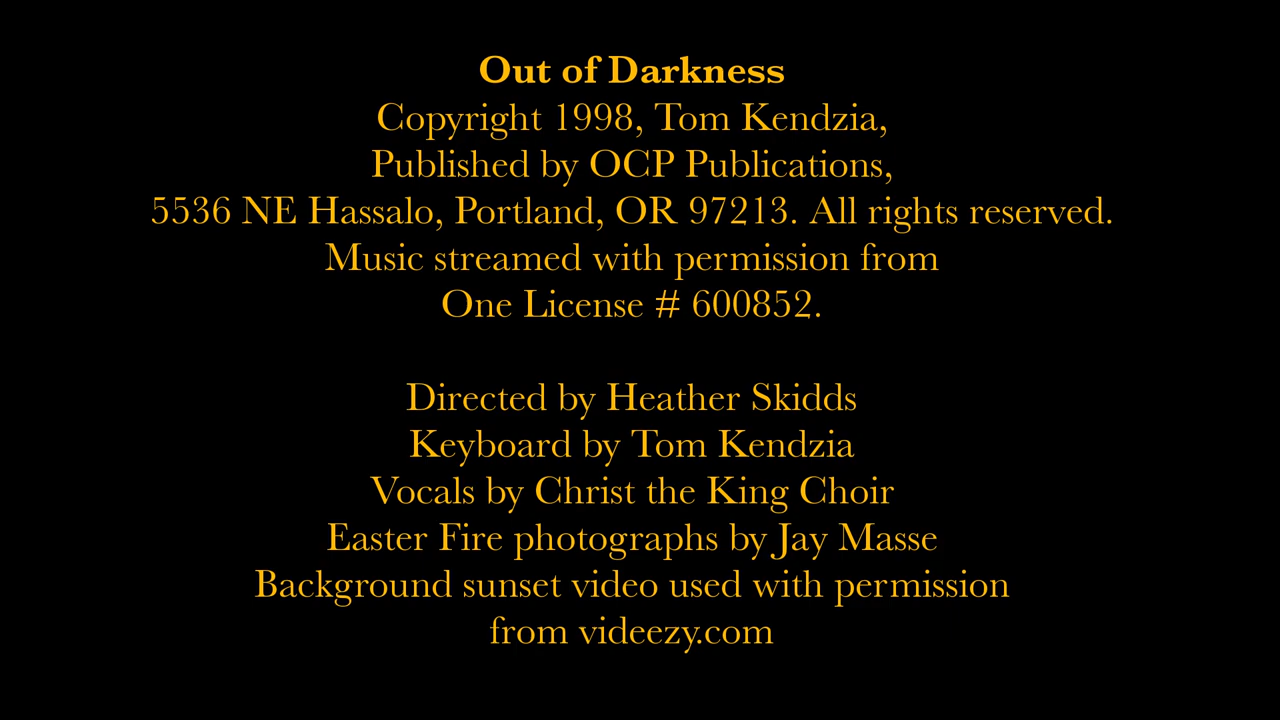 Out of Darkness
Copyright 1998, Tom Kendzia,
Published by OCP Publications,
5536 NE Hassalo, Portland, OR 97213. All rights reserved.
Music streamed with permission from
One License # 600852.
Directed by Heather Skidds
Keyboard by Tom Kendzia
Vocals by Christ the King Choir
Easter Fire photographs by Jay Masse
Background sunset video used with permission
from videezy.com